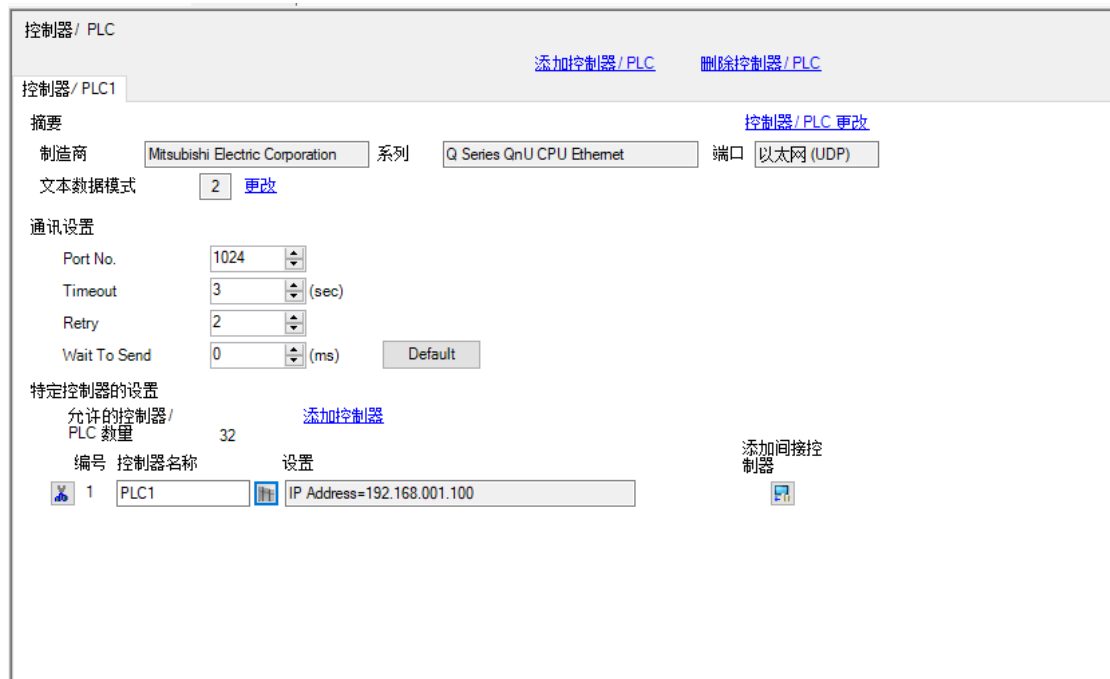 控制器/ PLC
添加控制器/PLC 删除控制器/PLC
控制器/PLC1
摘要 控制器/PLC 更改
制造商 Mitsubishi Electric Corporation 系列 Q Series QnU CPU Ethernet 端口 以太网 (UDP)
文本数据模式 2 更改
通讯设置
Port No. 1024
Timeout 3 (sec)
Retry 2
Wait To Send 0 (ms) Default
特定控制器的设置
允许的控制器/ 添加控制器
PLC 数量 32
添加间接控
编号 控制器名称 设置 制器
1 PLC1 IP Address=192.168.001.100